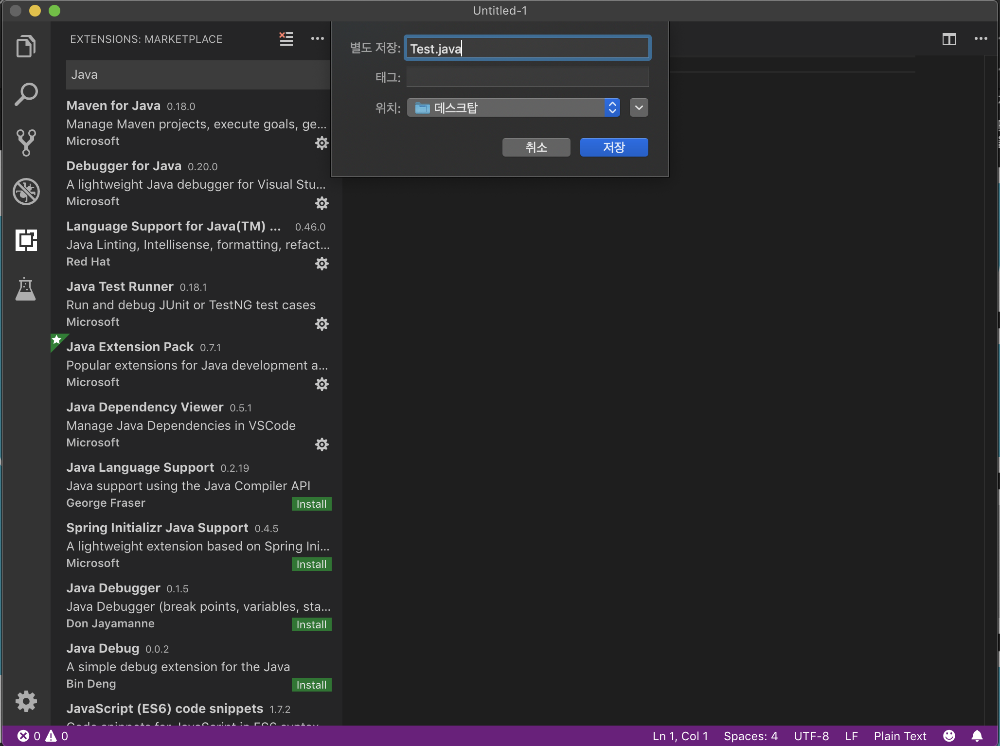 Untitled-1
EXTENSIONS: MARKETPLACE
Java
Maven for Java 0.18.0
Manage Maven projects, execute goals, ge...
Microsoft
Debugger for Java 0.20.0
A lightweight Java debugger for Visual Stu...
Microsoft
Language Support for Java(TM) ... 0.46.0
Java Linting, Intellisense, formatting, refact...
Red Hat
Java Test Runner 0.18.1
Run and debug JUnit or TestNG test cases
Microsoft
Java Extension Pack 0.7.1
Popular extensions for Java development a...
Microsoft
Java Dependency Viewer 0.5.1
Manage Java Dependencies in VSCode
Microsoft
Java Language Support 0.2.19
Java support using the Java Compiler API
George Fraser Install
Spring Initializr Java Support 0.4.5
A lightweight extension based on Spring Ini...
Microsoft Install
Java Debugger 0.1.5
Java Debugger (break points, variables, sta...
Don Jayamanne Install
Java Debug 0.0.2
A simple debug extension for the Java
Bin Deng Install
JavaScript (ES6) code snippets 1.7.2
Code snippets for JavaScript in ES6 syntax
별도 저장: Test.java
태그:
위치: 데스크탑
취소 저장
0 0 Ln 1, Col 1 Spaces: 4 UTF-8 LF Plain Text